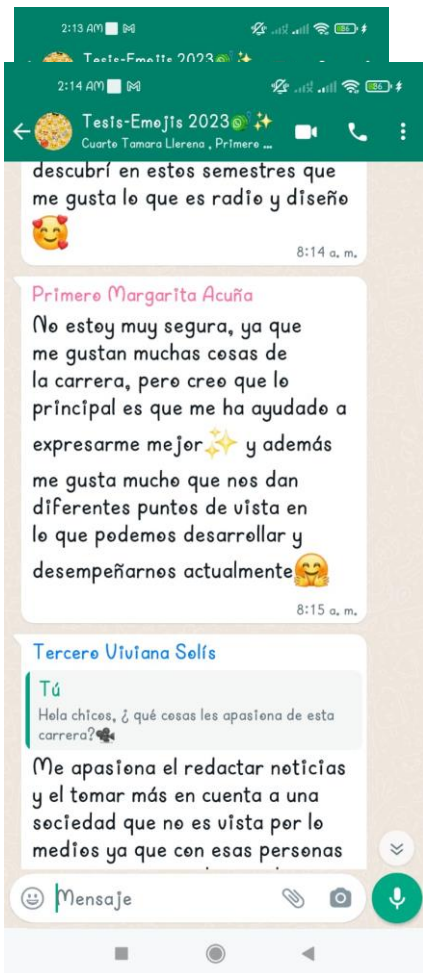 2:13 AM
86
Tesis-Emojis 2023
2:14 AM
86
Tesis-Emojis 2023
Cuarto Tamara Llerena , Primero ...
descubrí en estos semestres que
me gusta lo que es radio y diseño
8:14 a. m.
Primero Margarita Acuña
No estoy muy segura, ya que
me gustan muchas cosas de
la carrera, pero creo que lo
principal es que me ha ayudado a
expresarme mejor✨ y además
me gusta mucho que nos dan
diferentes puntos de vista en
lo que podemos desarrollar y
desempeñarnos actualmente🤗
8:15 a. m.
Tercero Viviana Solís
Tú
Hola chicos, ¿ qué cosas les apasiona de esta
carrera?🎥
Me apasiona el redactar noticias
y el tomar más en cuenta a una
sociedad que no es vista por lo
medios ya que con esas personas
Mensaje